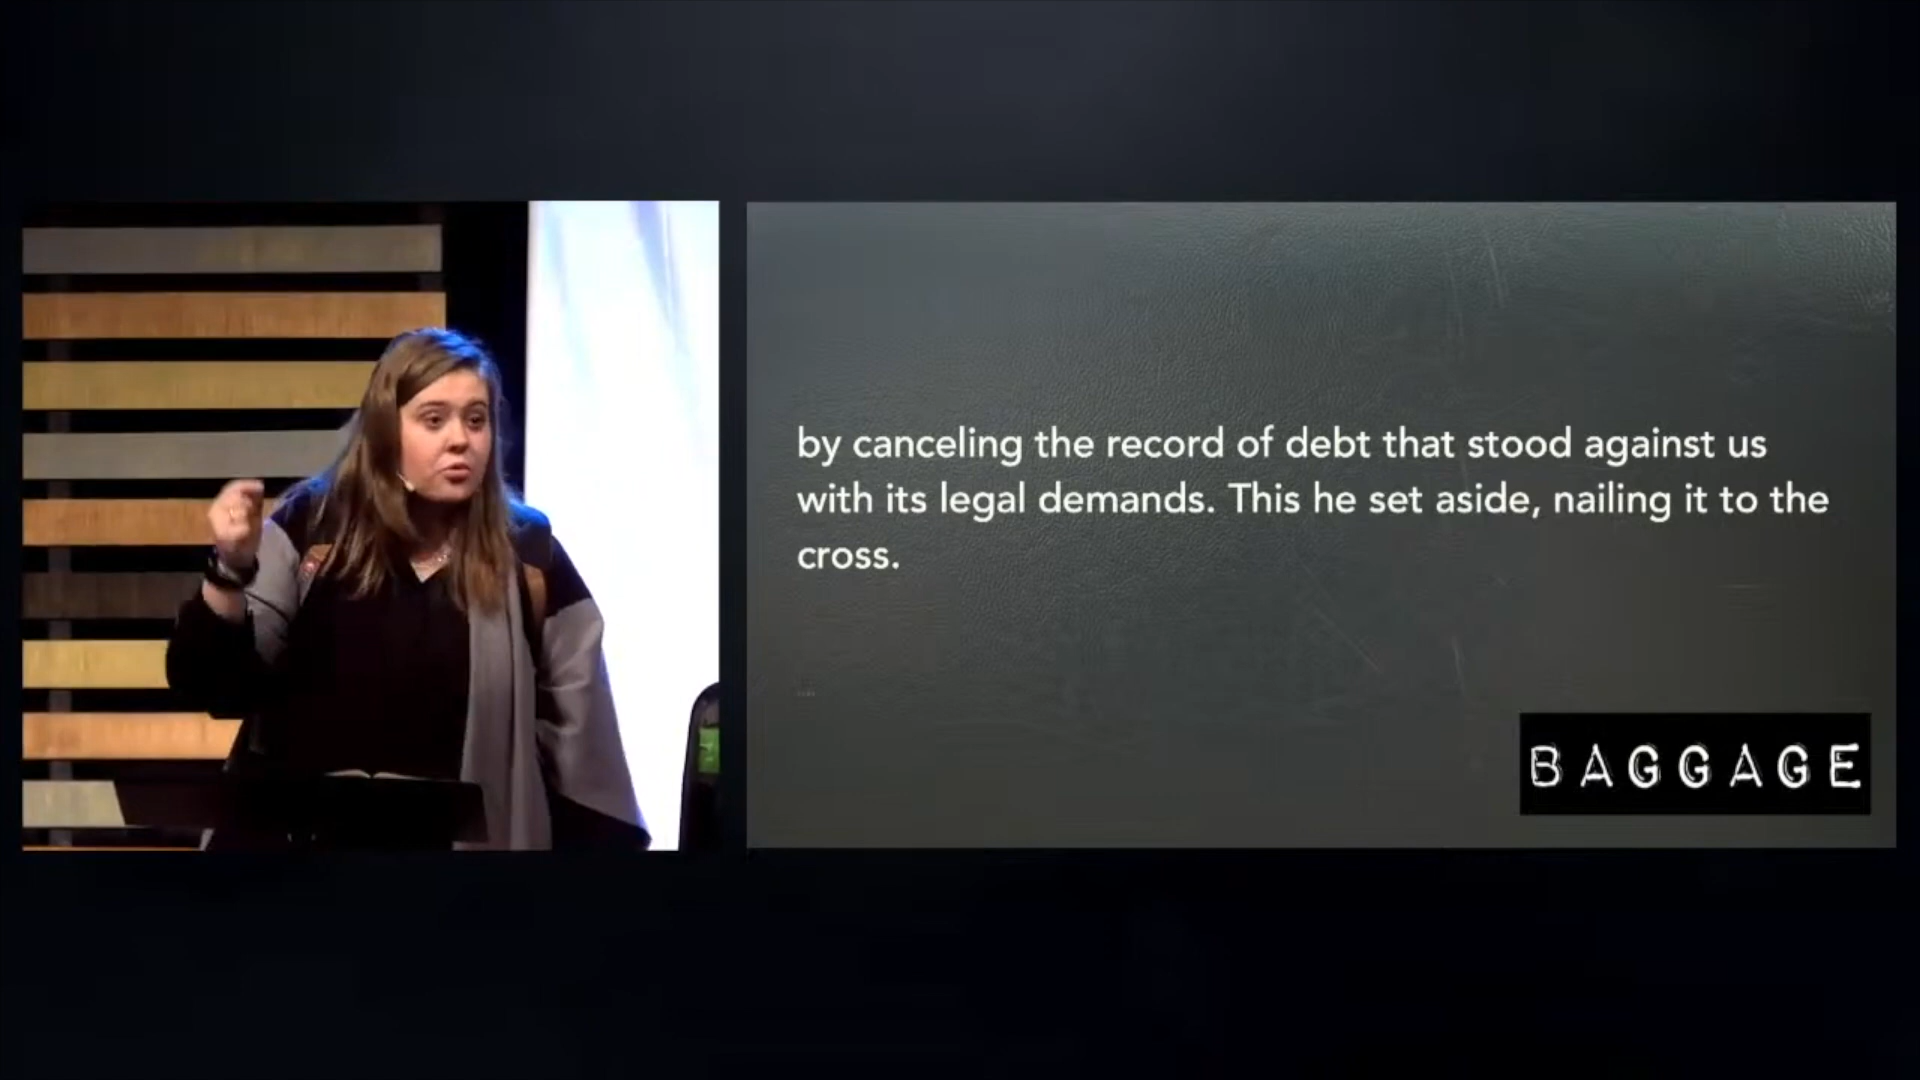 by canceling the record of debt that stood against us
with its legal demands. This he set aside, nailing it to the
cross.
BAGGAGE